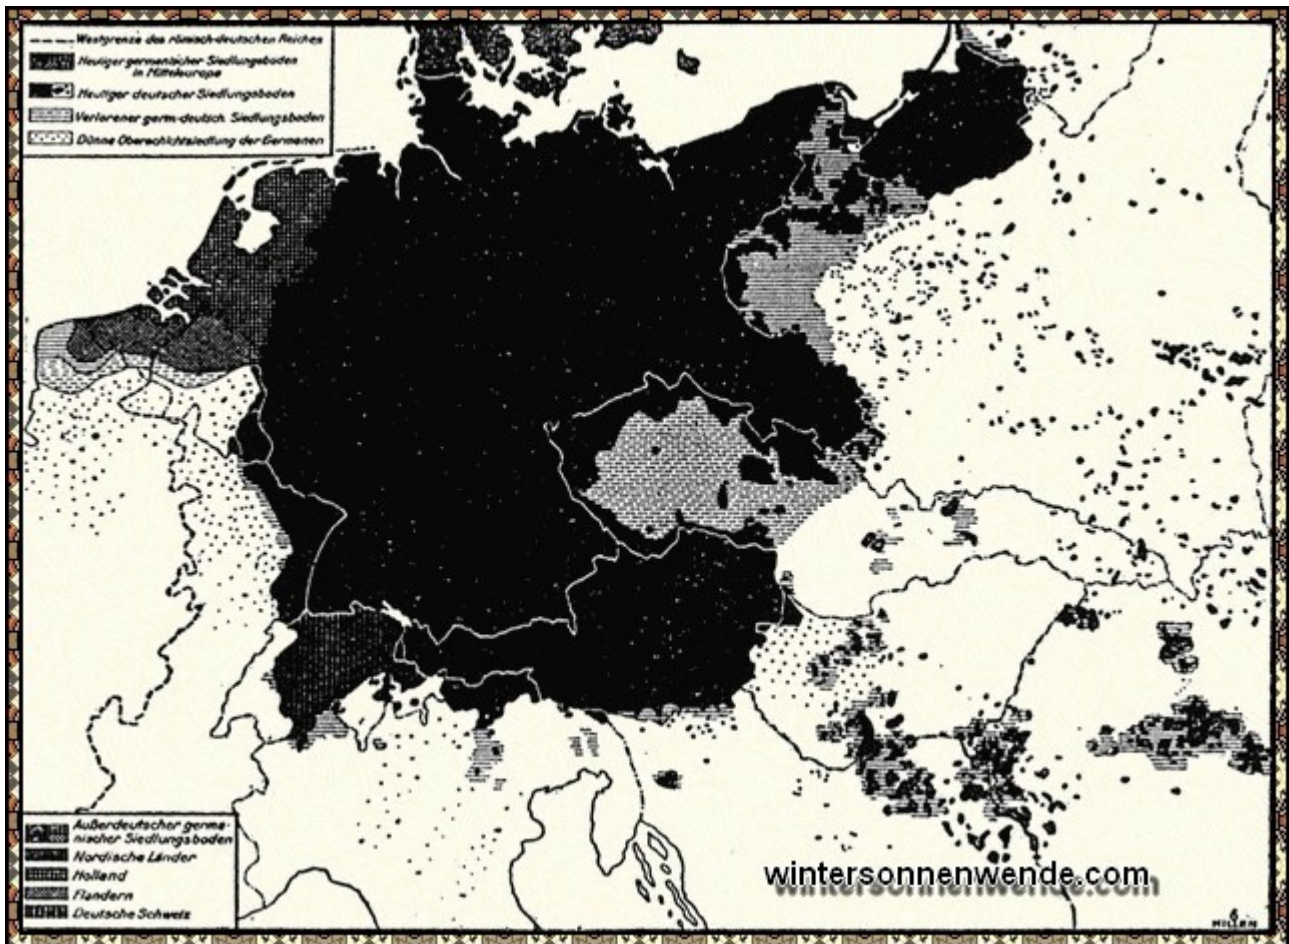 Westgrenze des römisch-deutschen Reiches
Heutiger germanischer Siedlungsboden
in Mitteleuropa
Heutiger deutscher Siedlungsboden
Verlorener germ.-deutsch. Siedlungsboden
Dünne Oberschichtsiedlung der Germanen
Außerdeutscher germa-
nischer Siedlungsboden
Nordische Länder
Holland
Flandern
Deutsche Schweiz
wintersonnenwende.com